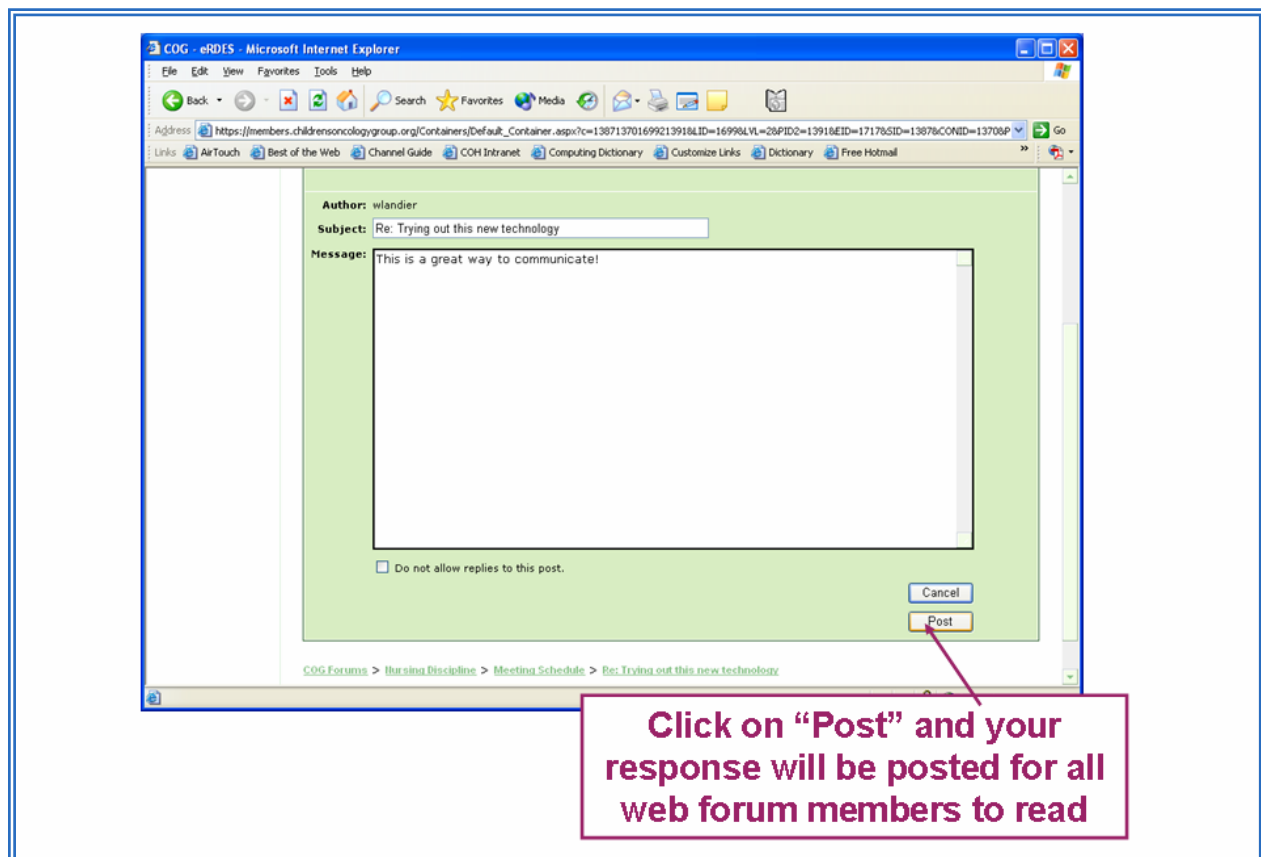 COG - eRDES - Microsoft Internet Explorer
File Edit View Favorites Tools Help
Back Search Favorites Media
Address https://members.childrensoncologygroup.org/Containers/Default_Container.aspx?c=138713701699213918LID=16998LVL=28PID2=13918EID=17178SID=13878CONID=13708P Go
Links AirTouch Best of the Web Channel Guide COH Intranet Computing Dictionary Customize Links Dictionary Free Hotmail »
Author: wlandier
Subject: Re: Trying out this new technology
Message: This is a great way to communicate!
Do not allow replies to this post.
Cancel
Post
COG Forums > Nursing Discipline > Meeting Schedule > Re: Trying out this new technology
Click on “Post” and your
response will be posted for all
web forum members to read